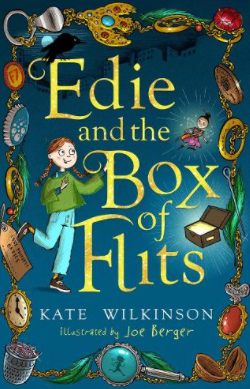 Edie
and the
Box
of
Flits
KATE WILKINSON
Illustrated by Joe Berger